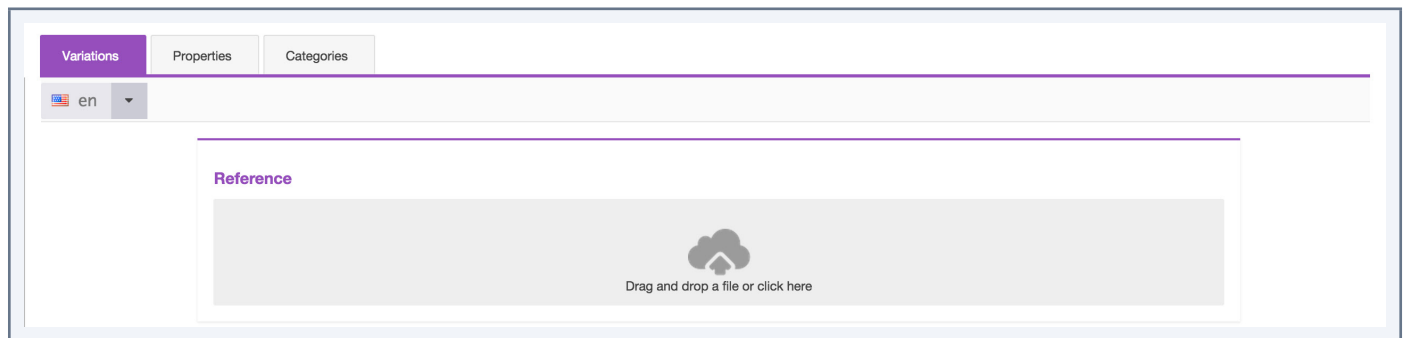 Variations Properties Categories
en
Reference
Drag and drop a file or click here